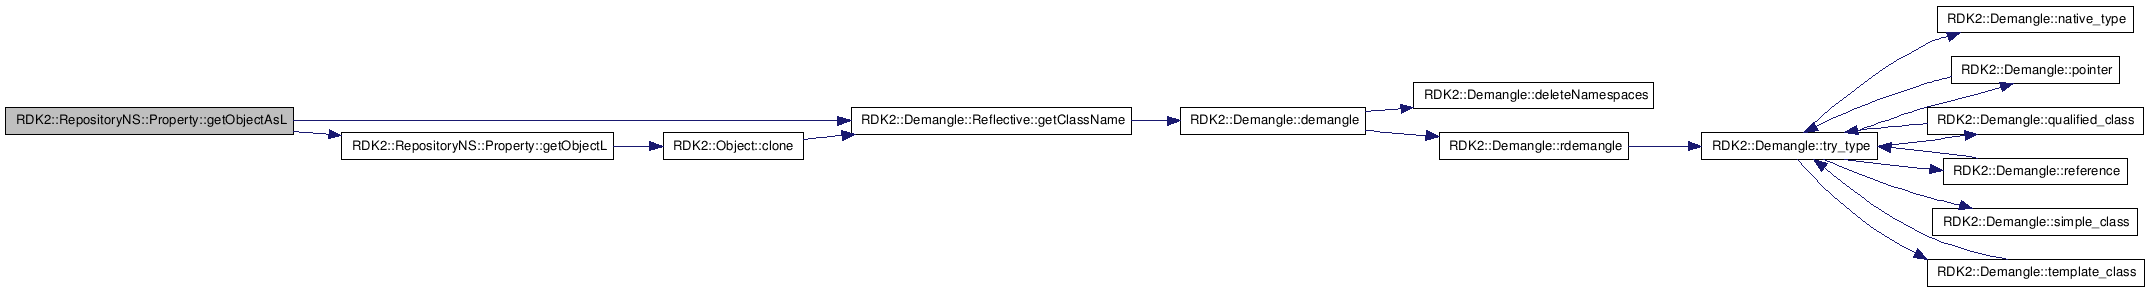 RDK2::RepositoryNS::Property::getObjectAsL
RDK2::RepositoryNS::Property::getObjectL
RDK2::Object::clone
RDK2::Demangle::Reflective::getClassName
RDK2::Demangle::demangle
RDK2::Demangle::deleteNamespaces
RDK2::Demangle::rdemangle
RDK2::Demangle::try_type
RDK2::Demangle::native_type
RDK2::Demangle::pointer
RDK2::Demangle::qualified_class
RDK2::Demangle::reference
RDK2::Demangle::simple_class
RDK2::Demangle::template_class